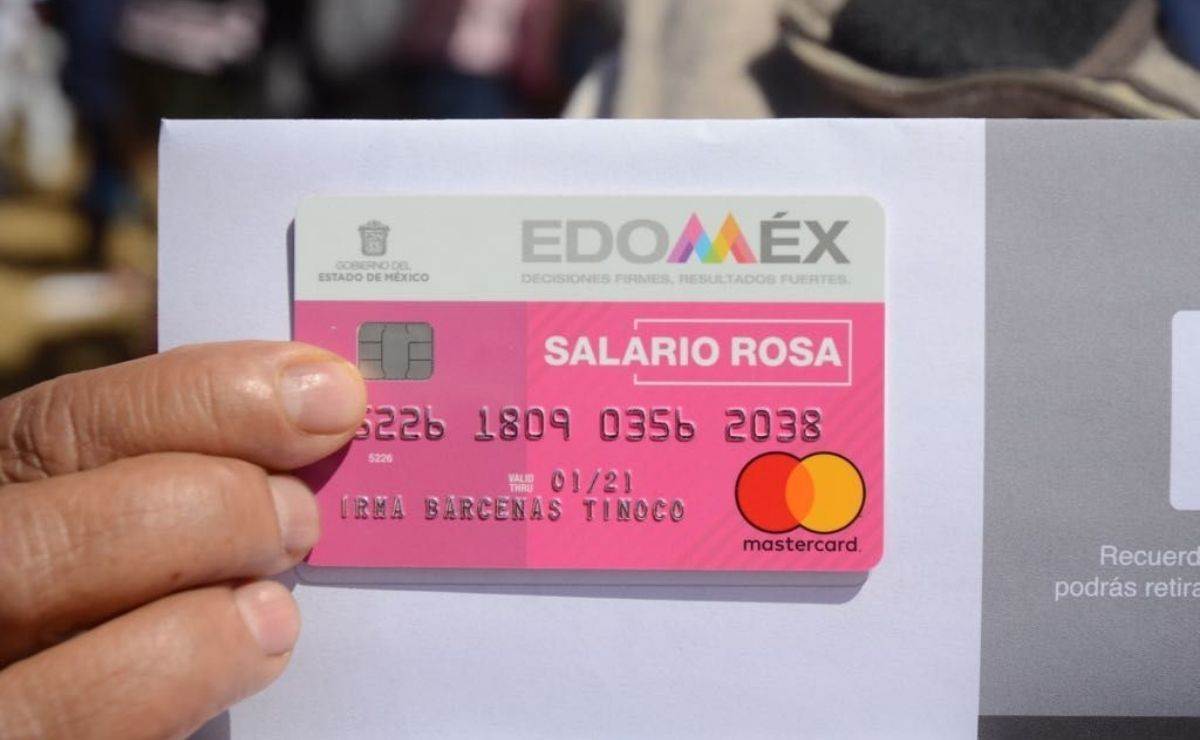 GOBIERNO DEL
ESTADO DE MÉXICO
EDOMÉX
DECISIONES FIRMES, RESULTADOS FUERTES.
SALARIO ROSA
5226 1809 0356 2038
5226
VALID
THRU 01/21
IRMA BARCENAS TINOCO
mastercard.
Recuerd
podrás retira